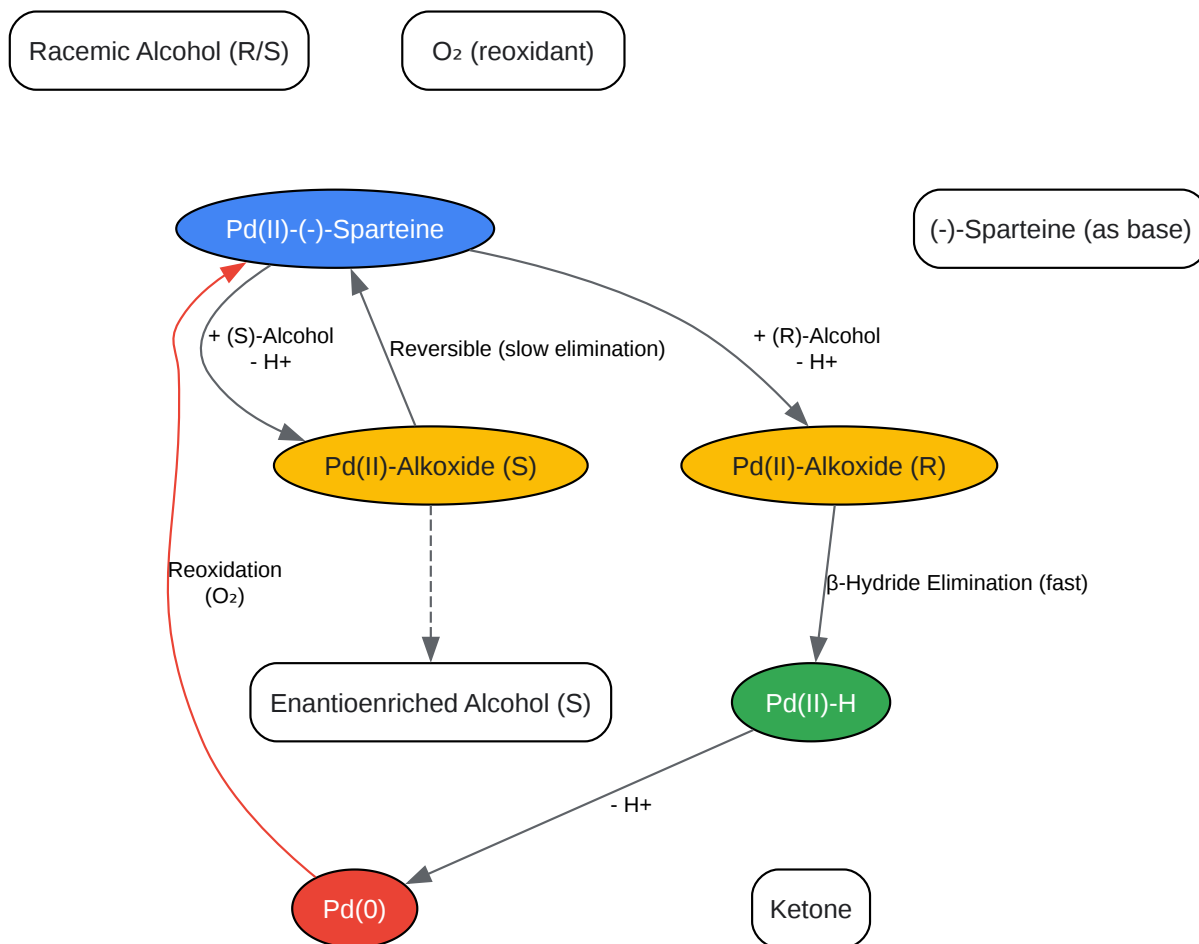 Racemic Alcohol (R/S)
O₂ (reoxidant)
Pd(II)-(-)-Sparteine
(-)-Sparteine (as base)
+ (S)-Alcohol
- H+
Reversible (slow elimination)
+ (R)-Alcohol
- H+
Pd(II)-Alkoxide (S)
Pd(II)-Alkoxide (R)
Reoxidation
(O₂)
β-Hydride Elimination (fast)
Enantioenriched Alcohol (S)
Pd(II)-H
- H+
Pd(0)
Ketone